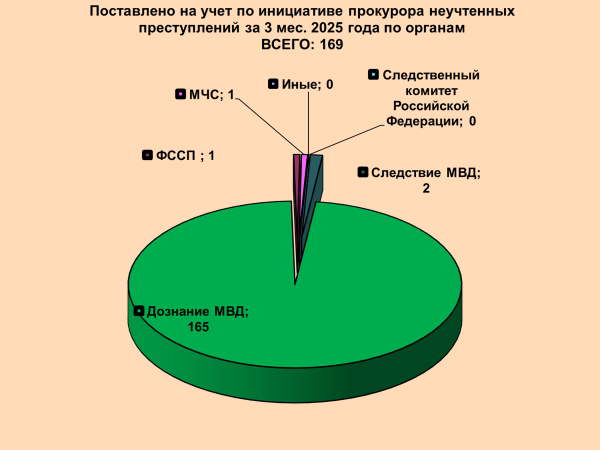 Поставлено на учет по инициативе прокурора неучтенных
преступлений за 3 мес. 2025 года по органам
ВСЕГО: 169
Следственный
комитет
Российской
Федерации; 0
Иные; 0
МЧС; 1
ФССП ; 1
Следствие МВД;
2
Дознание МВД;
165